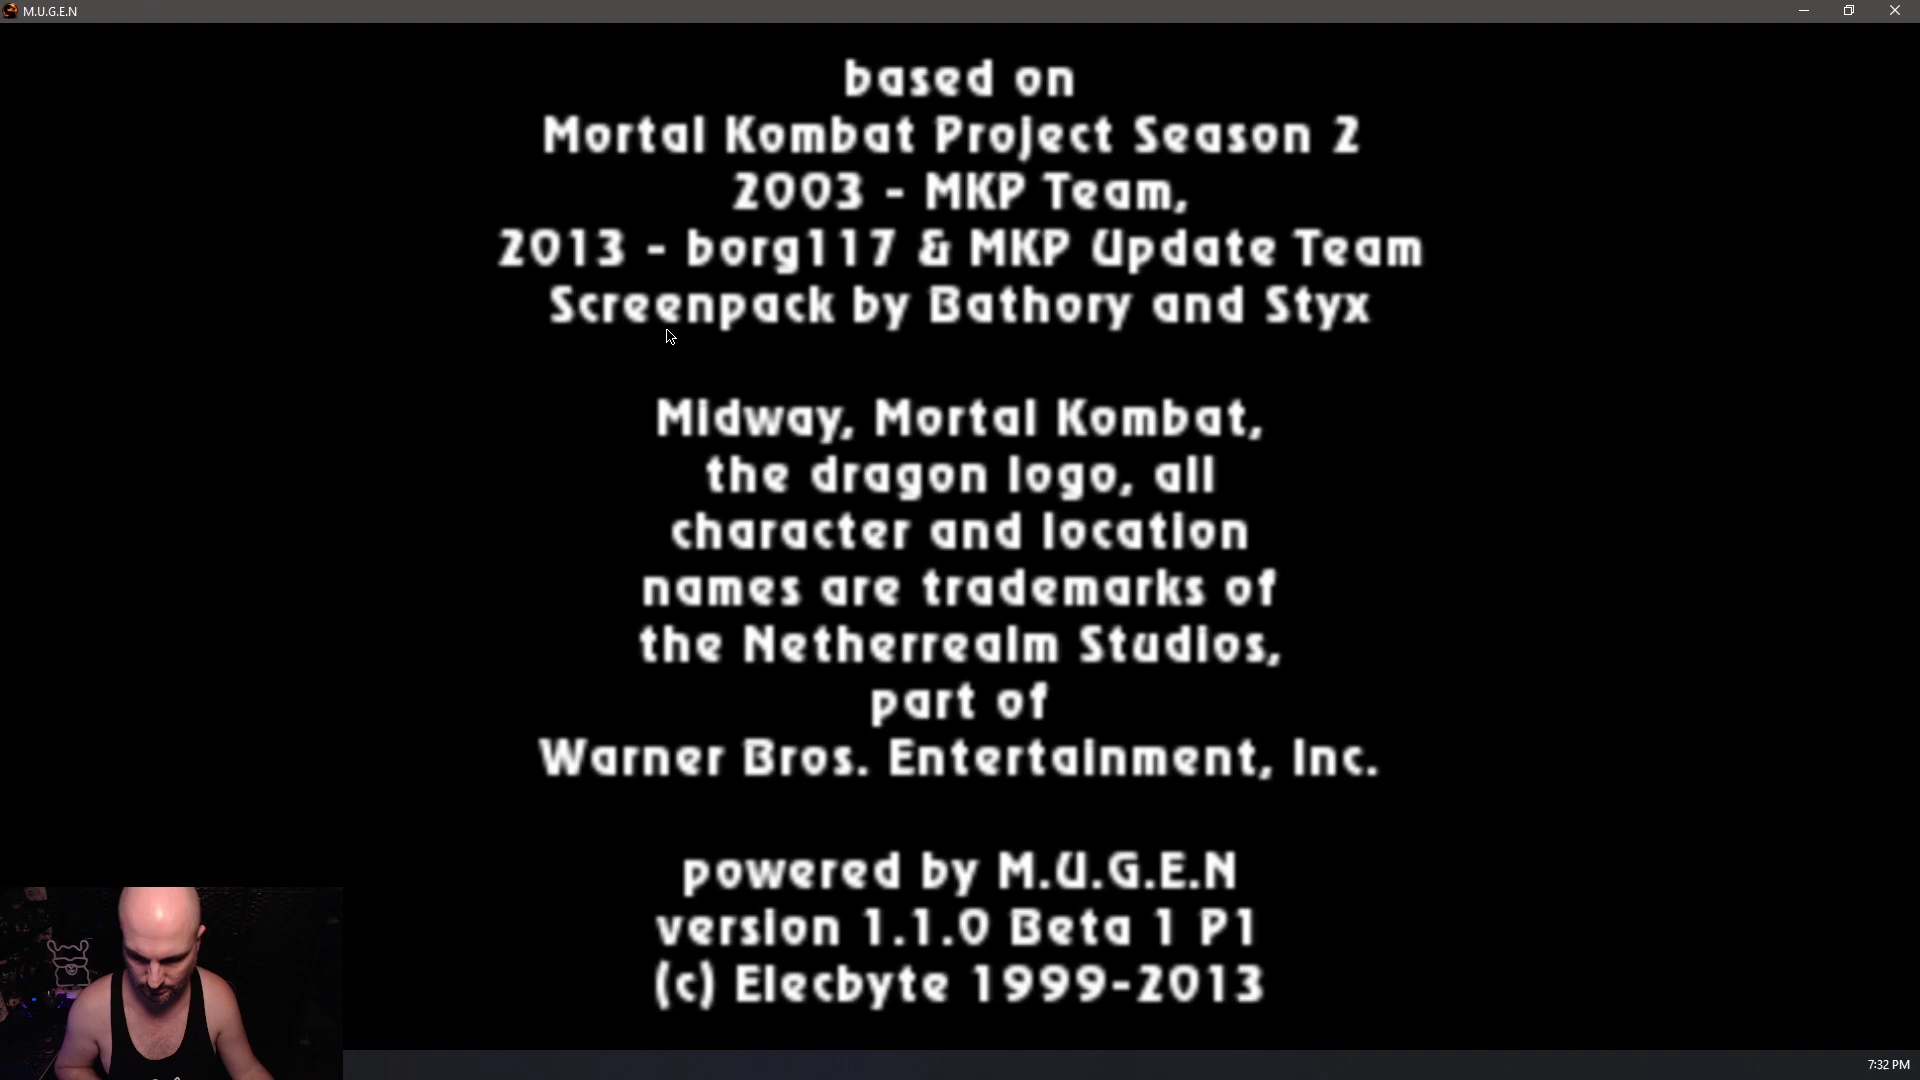 M.U.G.E.N
based on
Mortal Kombat Project Season 2
2003 - MKP Team,
2013 - borg117 & MKP Update Team
Screenpack by Bathory and Styx
Midway, Mortal Kombat,
the dragon logo, all
character and location
names are trademarks of
the Netherrealm Studios,
part of
Warner Bros. Entertainment, Inc.
powered by M.U.G.E.N
version 1.1.0 Beta 1 P1
(c) Elecbyte 1999-2013
7:32 PM